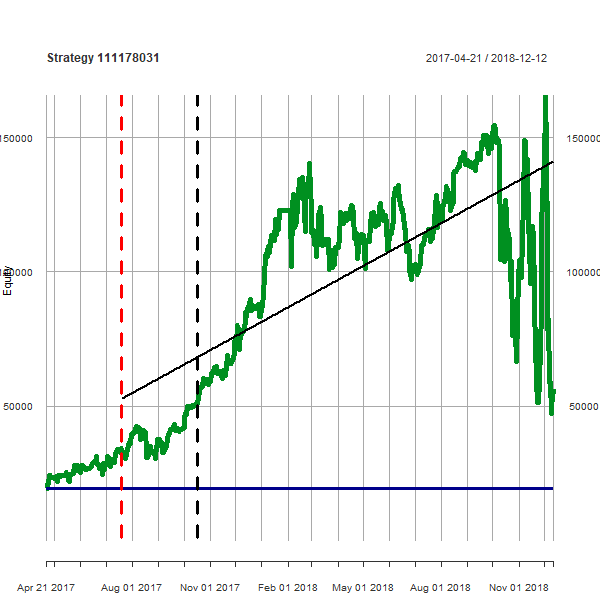 Strategy 111178031
2017-04-21 / 2018-12-12
150000
150000
100000
100000
Equity
50000
50000
Apr 21 2017
Aug 01 2017
Nov 01 2017
Feb 01 2018
May 01 2018
Aug 01 2018
Nov 01 2018